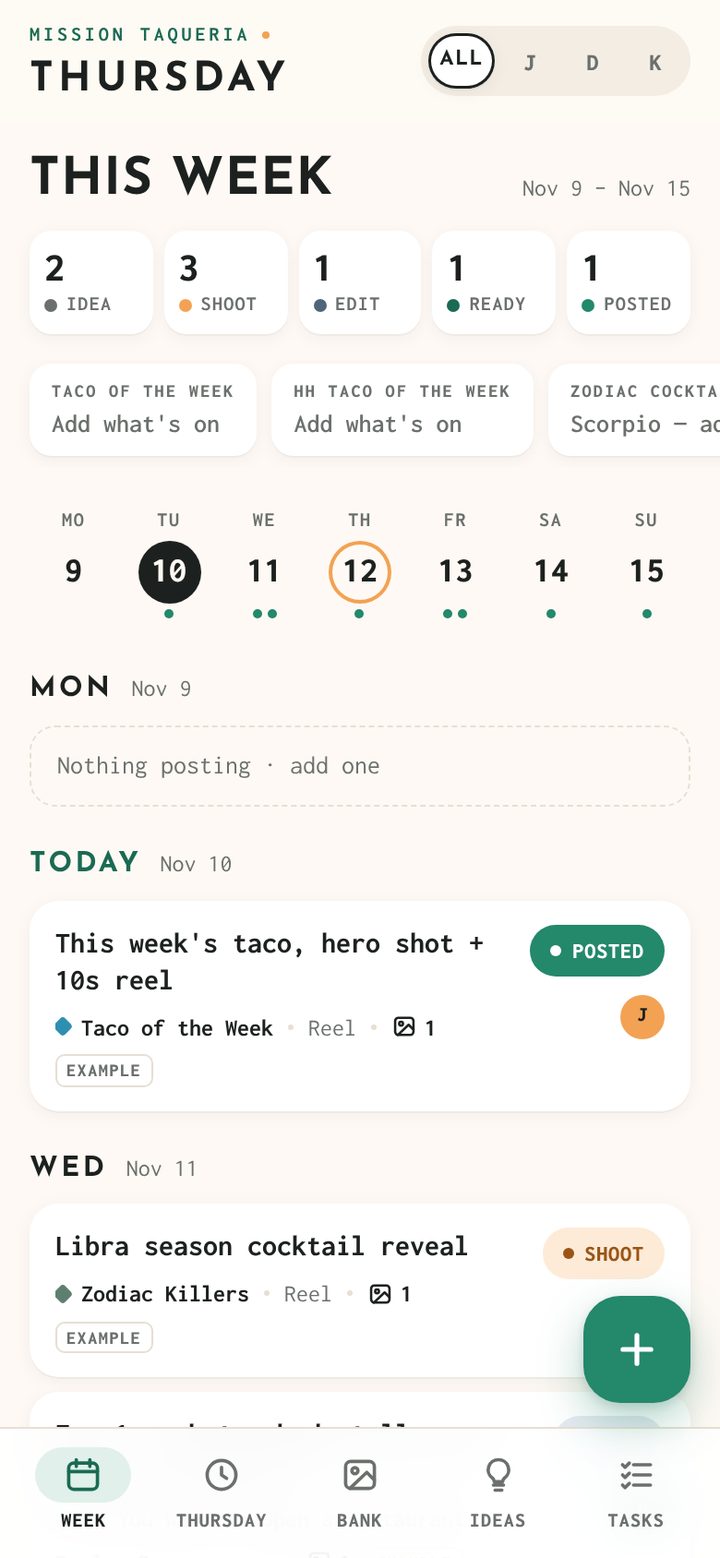 MISSION TAQUERIA
THURSDAY
ALL J D K
THIS WEEK
Nov 9 – Nov 15
2 3 1 1 1
IDEA SHOOT EDIT READY POSTED
TACO OF THE WEEK HH TACO OF THE WEEK ZODIAC COCKTA
Add what's on Add what's on Scorpio — ad
MO TU WE TH FR SA SU
9 10 11 12 13 14 15
MON Nov 9
Nothing posting · add one
TODAY Nov 10
This week's taco, hero shot +
10s reel
POSTED
Taco of the Week · Reel · 1
J
EXAMPLE
WED Nov 11
Libra season cocktail reveal
SHOOT
Zodiac Killers · Reel · 1
EXAMPLE
+
WEEK THURSDAY BANK IDEAS TASKS